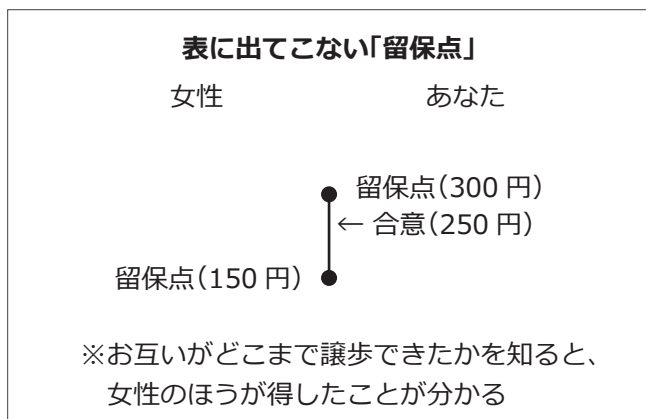 表に出てこない「留保点」
女性 あなた
留保点（300 円）
← 合意（250 円）
留保点（150 円）
※お互いがどこまで譲歩できたかを知ると、
女性のほうが得したことが分かる